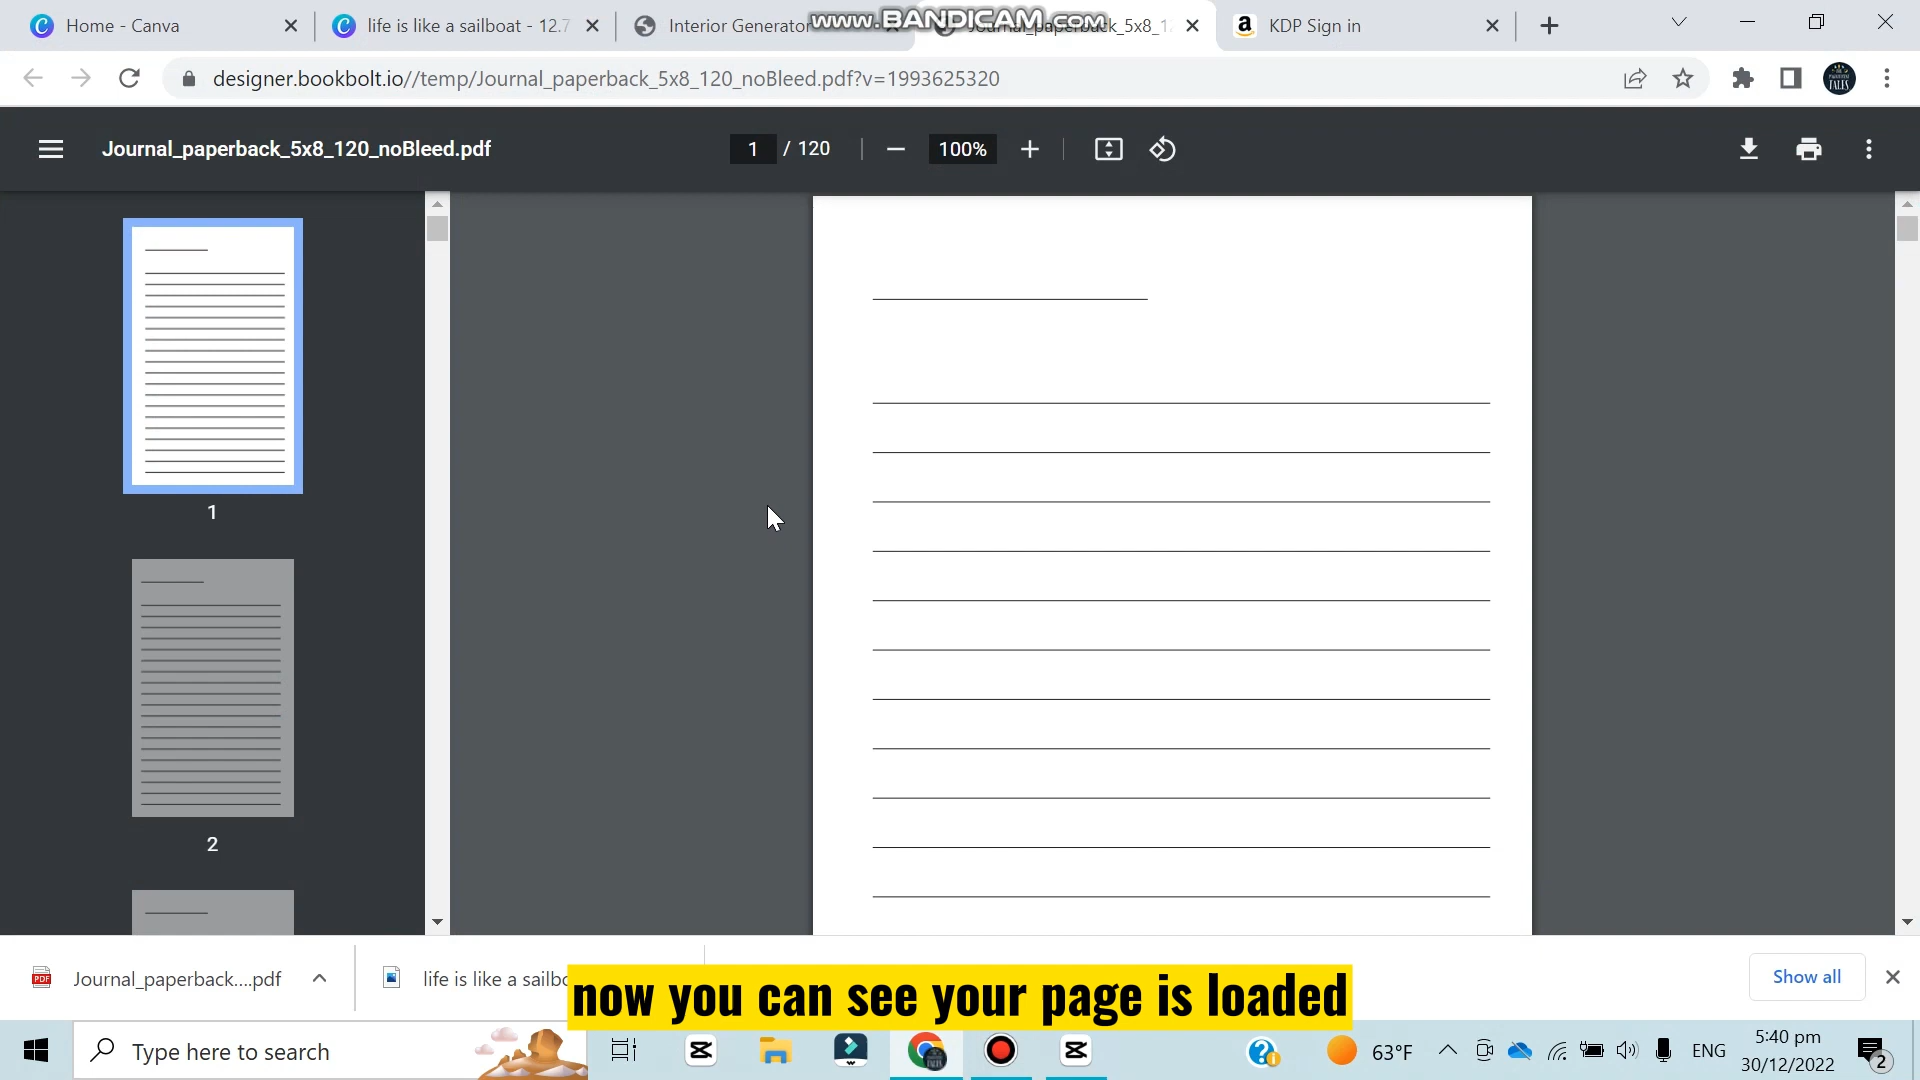 Home - Canva
life is like a sailboat - 12.7
Interior Generator
www.BANDICAM.COM
Journal_paperback_5x8_1
KDP Sign in
designer.bookbolt.io//temp/Journal_paperback_5x8_120_noBleed.pdf?v=1993625320
Journal_paperback_5x8_120_noBleed.pdf
1 / 120
100%
1
2
Journal_paperback....pdf
life is like a sailbo
Show all
now you can see your page is loaded
Type here to search
63°F
ENG
5:40 pm
30/12/2022
2